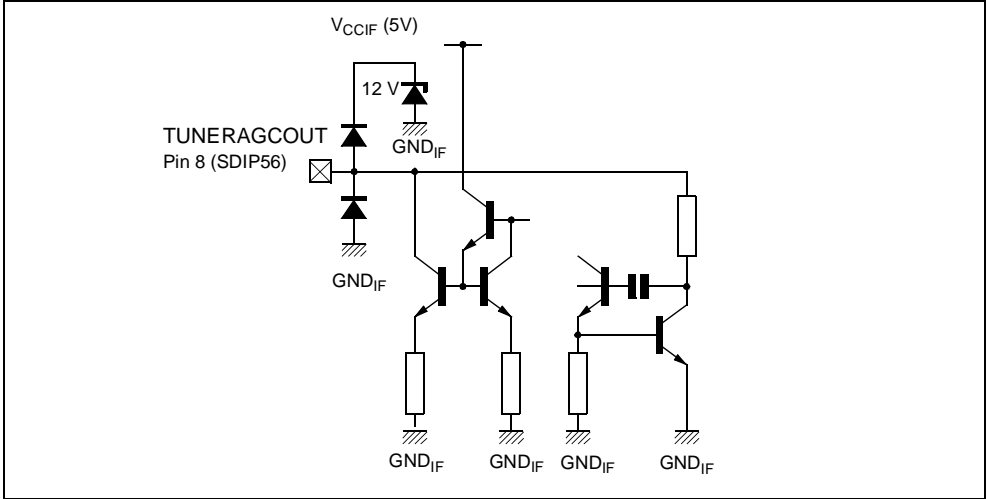 V_CCIF (5V)
12 V
GND_IF
TUNERAGCOUT
Pin 8 (SDIP56)
GND_IF
GND_IF
GND_IF
GND_IF
GND_IF